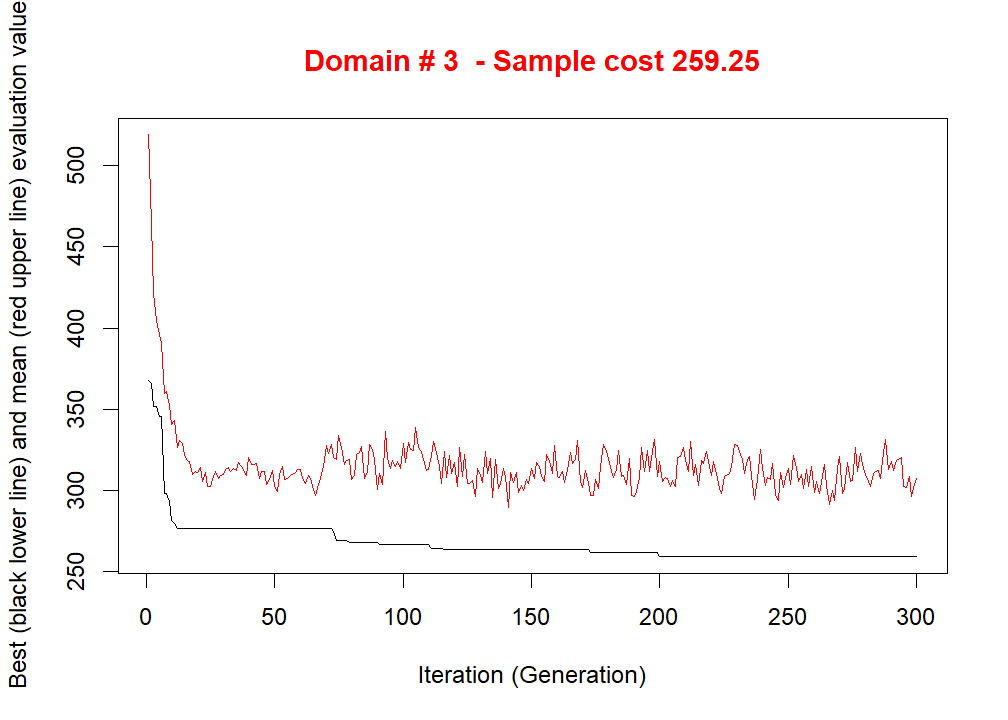 Domain # 3  - Sample cost 259.25
Best (black lower line) and mean (red upper line) evaluation value
500
450
400
350
300
250
0 50 100 150 200 250 300
Iteration (Generation)